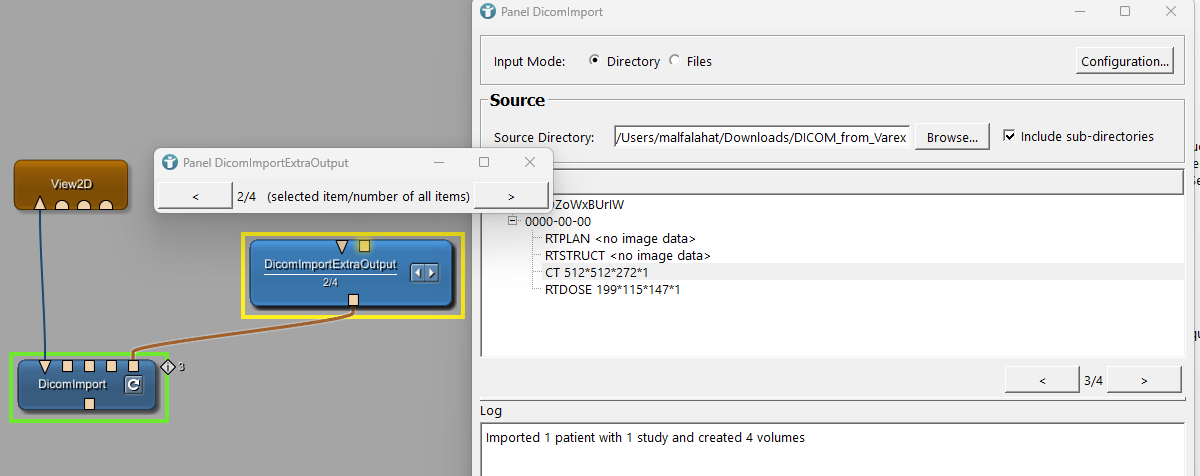 Panel DicomImport
Input Mode: Directory Files Configuration...
Source
Source Directory: /Users/malfalahat/Downloads/DICOM_from_Varex Browse... Include sub-directories
View2D
Panel DicomImportExtraOutput
< 2/4 (selected item/number of all items) >
0000-00-00
RTPLAN <no image data>
RTSTRUCT <no image data>
CT 512*512*272*1
RTDOSE 199*115*147*1
DicomImportExtraOutput
2/4
DicomImport
3
< 3/4 >
Log
Imported 1 patient with 1 study and created 4 volumes